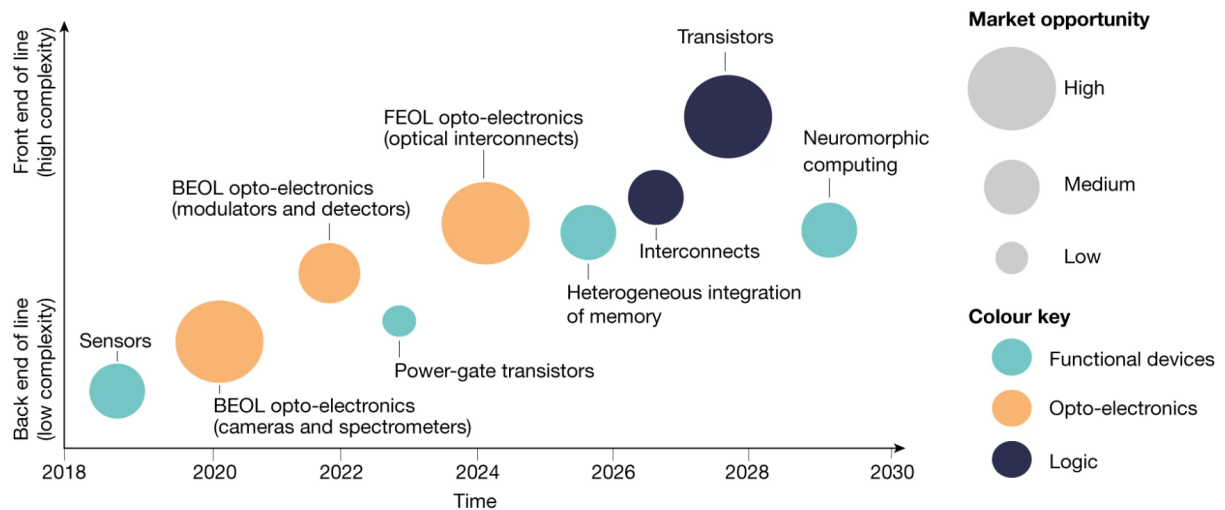 Front end of line
(high complexity)
Back end of line
(low complexity)
Sensors
BEOL opto-electronics
(cameras and spectrometers)
BEOL opto-electronics
(modulators and detectors)
Power-gate transistors
FEOL opto-electronics
(optical interconnects)
Heterogeneous integration
of memory
Interconnects
Transistors
Neuromorphic
computing
2018
2020
2022
2024
2026
2028
2030
Time
Market opportunity
High
Medium
Low
Colour key
Functional devices
Opto-electronics
Logic